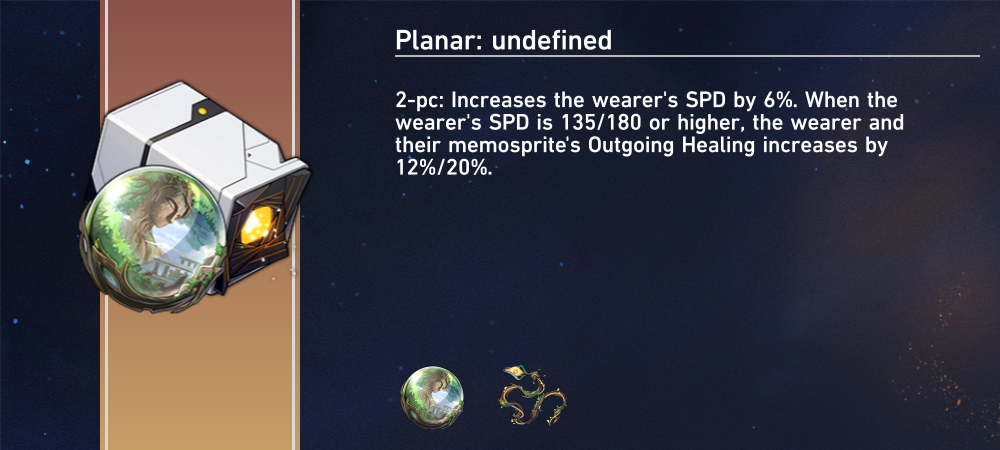 Planar: undefined
2-pc: Increases the wearer's SPD by 6%. When the
wearer's SPD is 135/180 or higher, the wearer and
their memosprite's Outgoing Healing increases by
12%/20%.